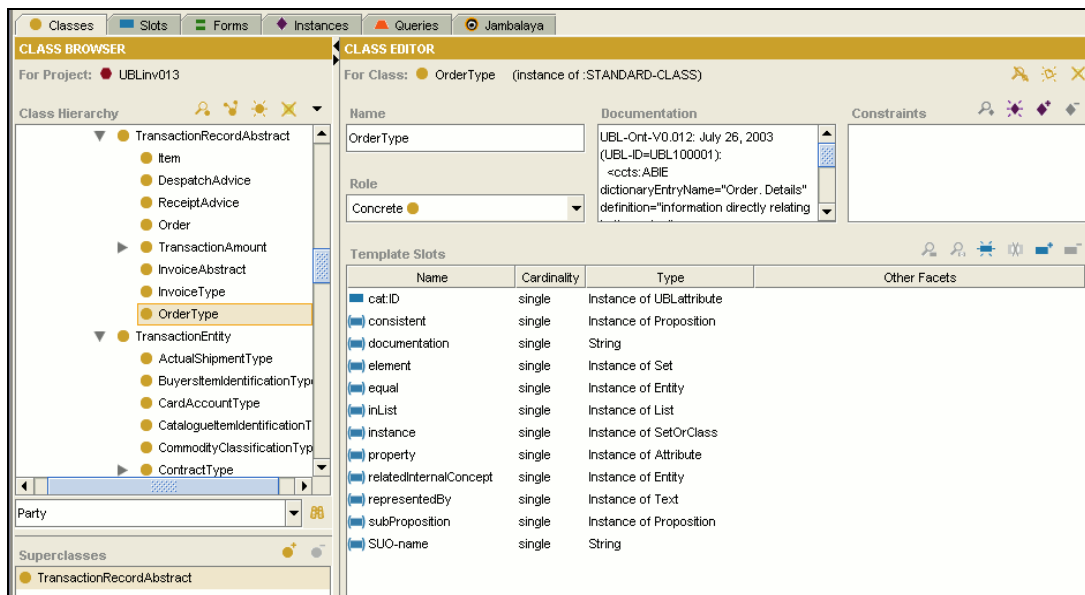 Classes Slots Forms Instances Queries Jambalaya
CLASS BROWSER
For Project: UBLinv013
Class Hierarchy
TransactionRecordAbstract
Item
DespatchAdvice
ReceiptAdvice
Order
TransactionAmount
InvoiceAbstract
InvoiceType
OrderType
TransactionEntity
ActualShipmentType
BuyersItemIdentificationType
CardAccountType
CatalogueItemIdentificationT
CommodityClassificationTyp
ContractType
Party
Superclasses
TransactionRecordAbstract
CLASS EDITOR
For Class: OrderType (instance of :STANDARD-CLASS)
Name
OrderType
Role
Concrete
Documentation
UBL-Ont-V0.012: July 26, 2003
(UBL-ID=UBL100001):
<ccts:ABIE
dictionaryEntryName="Order. Details"
definition="information directly relating
Constraints
Template Slots
Name Cardinality Type Other Facets
cat:ID single Instance of UBLattribute
consistent single Instance of Proposition
documentation single String
element single Instance of Set
equal single Instance of Entity
inList single Instance of List
instance single Instance of SetOrClass
property single Instance of Attribute
relatedInternalConcept single Instance of Entity
representedBy single Instance of Text
subProposition single Instance of Proposition
SUO-name single String